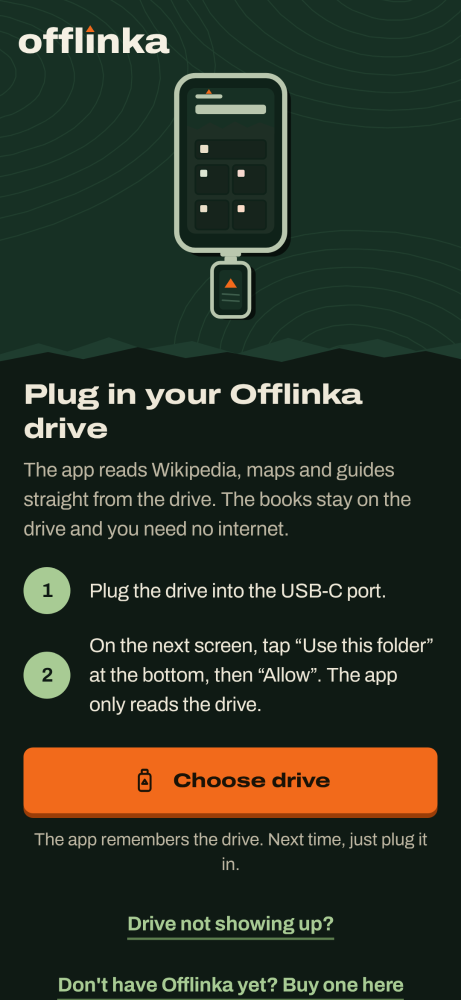 offlinka
Plug in your Offlinka
drive
The app reads Wikipedia, maps and guides
straight from the drive. The books stay on the
drive and you need no internet.
1
Plug the drive into the USB-C port.
2
On the next screen, tap “Use this folder”
at the bottom, then “Allow”. The app
only reads the drive.
Choose drive
The app remembers the drive. Next time, just plug it
in.
Drive not showing up?
Don't have Offlinka yet? Buy one here